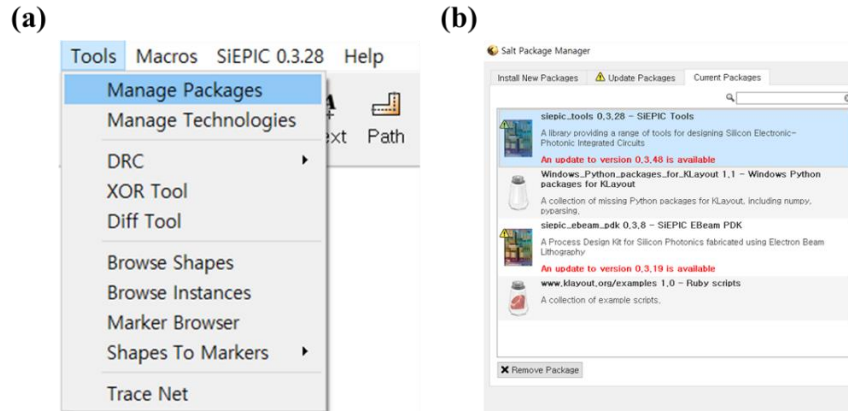 (a)
Tools Macros SiEPIC 0.3.28 Help
Manage Packages
Manage Technologies
Path
DRC
XOR Tool
Diff Tool
Browse Shapes
Browse Instances
Marker Browser
Shapes To Markers
Trace Net
(b)
Salt Package Manager
Install New Packages Update Packages Current Packages
siepic_tools 0.3.28 - SiEPIC Tools
A library providing a range of tools for designing Silicon Electronic-
Photonic Integrated Circuits
An update to version 0.3.48 is available
Windows_Python_packages_for_KLayout 1.1 - Windows Python
packages for KLayout
A collection of missing Python packages for KLayout, including numpy,
pyparsing.
siepic_ebeam_pdk 0.3.8 - SiEPIC EBeam PDK
A Process Design Kit for Silicon Photonics fabricated using Electron Beam
Lithography
An update to version 0.3.19 is available
www.klayout.org/examples 1.0 - Ruby scripts
A collection of example scripts.
Remove Package